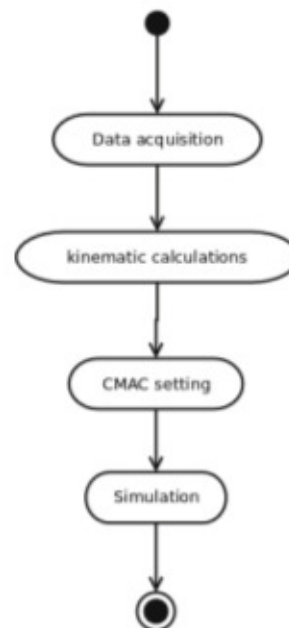 Data acquisition
kinematic calculations
CMAC setting
Simulation